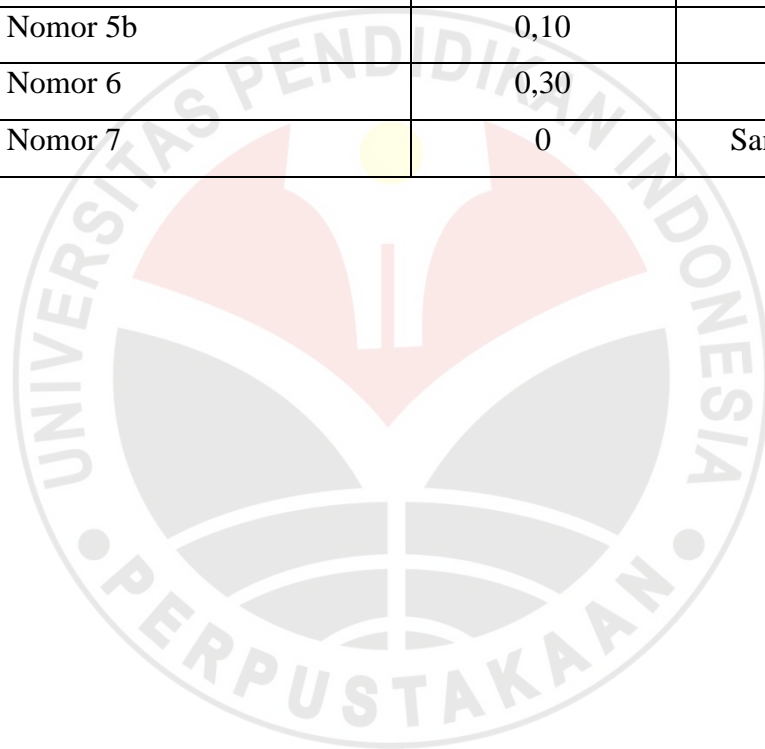 Nomor 5b 0,10
Nomor 6 0,30
Nomor 7 0
UNIVERSITAS PENDIDIKAN INDONESIA
PERPUSTAKAAN